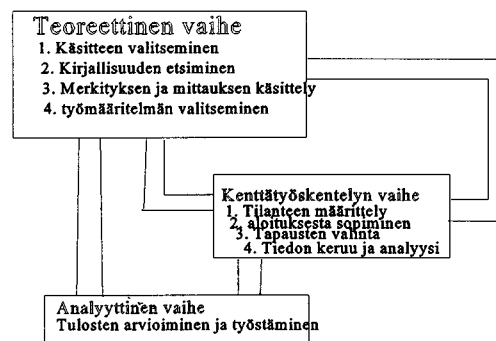 Teoreettinen vaihe
1. Käsitteen valitseminen
2. Kirjallisuuden etsiminen
3. Merkityksen ja mittauksen käsittely
4. työmääritelmän valitseminen
Kenttätyöskentelyn vaihe
1. Tilanteen määrittely
2. aloituksesta sopiminen
3. Tapausten valinta
4. Tiedon keruu ja analyysi
Analyyttinen vaihe
Tulosten arvioiminen ja työstäminen